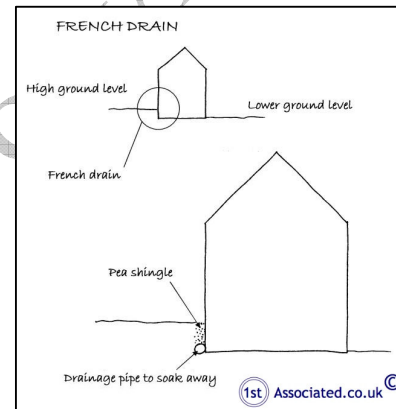 FRENCH DRAIN
High ground level
Lower ground level
French drain
Pea shingle
Drainage pipe to soak away
1st Associated.co.uk ©